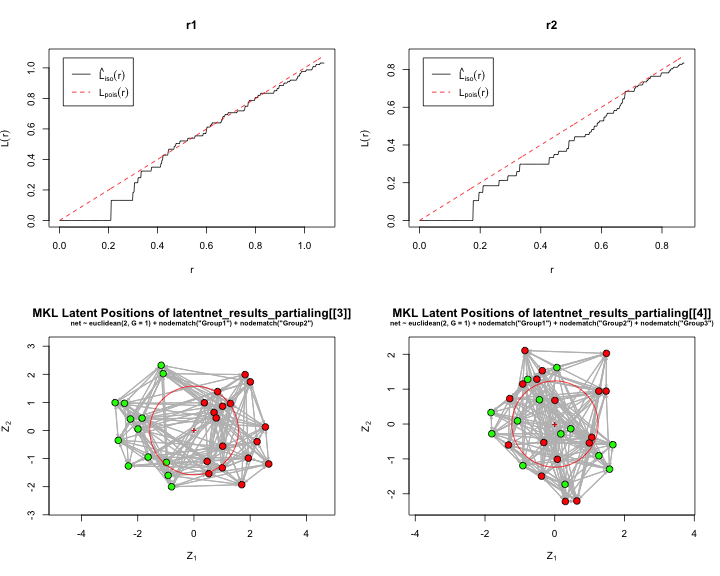 r1
L(r)
1.0
0.8
0.6
0.4
0.2
0.0
L̂iso(r)
Lpois(r)
0.0 0.2 0.4 0.6 0.8 1.0
r
r2
L(r)
0.8
0.6
0.4
0.2
0.0
L̂iso(r)
Lpois(r)
0.0 0.2 0.4 0.6 0.8
r
MKL Latent Positions of latentnet_results_partialing[[3]]
net ~ euclidean(2, G = 1) + nodematch("Group1") + nodematch("Group2")
Z2
3
2
1
0
-1
-2
-3
-4 -2 0 2 4
Z1
MKL Latent Positions of latentnet_results_partialing[[4]]
net ~ euclidean(2, G = 1) + nodematch("Group1") + nodematch("Group2") + nodematch("Group3")
Z2
2
1
0
-1
-2
-4 -2 0 2 4
Z1